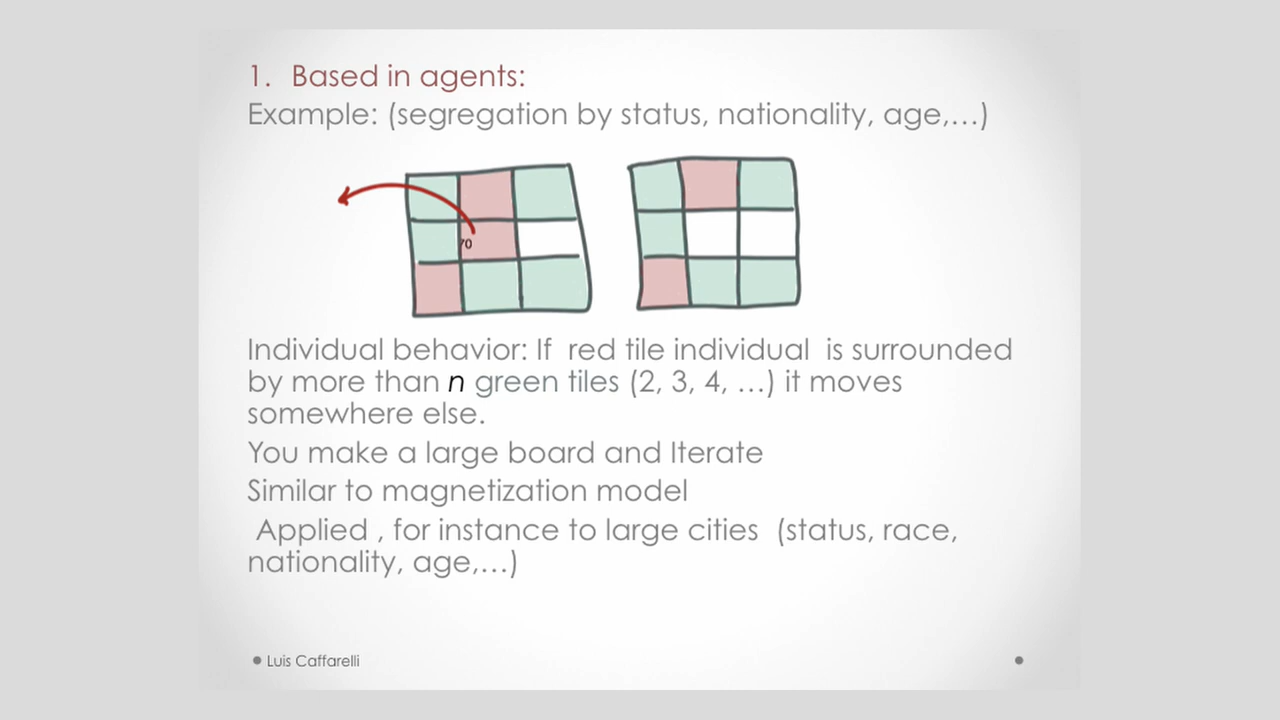 1. Based in agents:
Example: (segregation by status, nationality, age,…)
Individual behavior: If red tile individual is surrounded
by more than n green tiles (2, 3, 4, …) it moves
somewhere else.
You make a large board and Iterate
Similar to magnetization model
Applied , for instance to large cities (status, race,
nationality, age,…)
• Luis Caffarelli